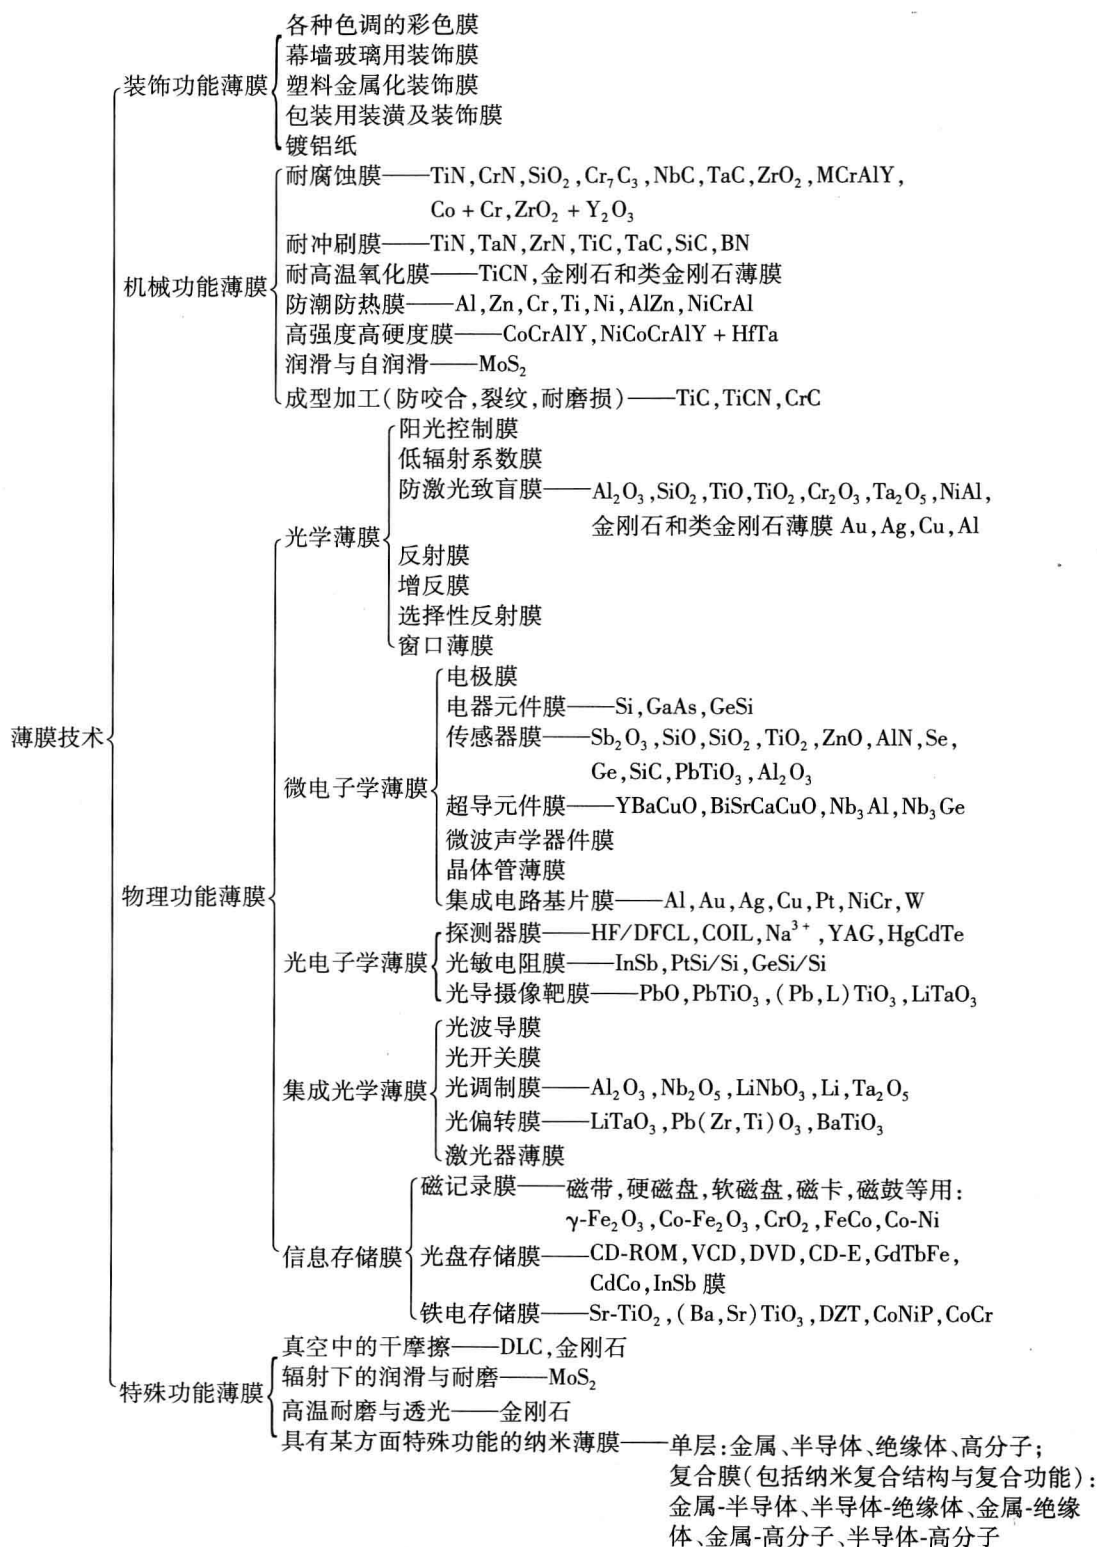 各种色调的彩色膜
幕墙玻璃用装饰膜
装饰功能薄膜
塑料金属化装饰膜
包装用装潢及装饰膜
镀铝纸
耐腐蚀膜——TiN,CrN,SiO₂,Cr₇C₃,NbC,TaC,ZrO₂,MCrAlY,
Co + Cr,ZrO₂ + Y₂O₃
耐冲刷膜——TiN,TaN,ZrN,TiC,TaC,SiC,BN
耐高温氧化膜——TiCN,金刚石和类金刚石薄膜
机械功能薄膜
防潮防热膜——Al,Zn,Cr,Ti,Ni,AlZn,NiCrAl
高强度高硬度膜——CoCrAlY,NiCoCrAlY + HfTa
润滑与自润滑——MoS₂
成型加工(防咬合,裂纹,耐磨损)——TiC,TiCN,CrC
阳光控制膜
低辐射系数膜
防激光致盲膜——Al₂O₃,SiO₂,TiO,TiO₂,Cr₂O₃,Ta₂O₅,NiAl,
金刚石和类金刚石薄膜 Au,Ag,Cu,Al
光学薄膜
反射膜
增反膜
选择性反射膜
窗口薄膜
电极膜
电器元件膜——Si,GaAs,GeSi
薄膜技术
传感器膜——Sb₂O₃,SiO,SiO₂,TiO₂,ZnO,AlN,Se,
Ge,SiC,PbTiO₃,Al₂O₃
微电子学薄膜
超导元件膜——YBaCuO,BiSrCaCuO,Nb₃Al,Nb₃Ge
微波声学器件膜
晶体管薄膜
物理功能薄膜
集成电路基片膜——Al,Au,Ag,Cu,Pt,NiCr,W
探测器膜——HF/DFCL,COIL,Na³⁺,YAG,HgCdTe
光电子学薄膜
光敏电阻膜——InSb,PtSi/Si,GeSi/Si
光导摄像靶膜——PbO,PbTiO₃,(Pb,L)TiO₃,LiTaO₃
光波导膜
光开关膜
集成光学薄膜
光调制膜——Al₂O₃,Nb₂O₅,LiNbO₃,Li,Ta₂O₅
光偏转膜——LiTaO₃,Pb(Zr,Ti)O₃,BaTiO₃
激光器薄膜
磁记录膜——磁带,硬磁盘,软磁盘,磁卡,磁鼓等用:
γ-Fe₂O₃,Co-Fe₂O₃,CrO₂,FeCo,Co-Ni
信息存储膜
光盘存储膜——CD-ROM,VCD,DVD,CD-E,GdTbFe,
CdCo,InSb 膜
铁电存储膜——Sr-TiO₂,(Ba,Sr)TiO₃,DZT,CoNiP,CoCr
真空中的干摩擦——DLC,金刚石
辐射下的润滑与耐磨——MoS₂
特殊功能薄膜
高温耐磨与透光——金刚石
具有某方面特殊功能的纳米薄膜——单层:金属、半导体、绝缘体、高分子;
复合膜(包括纳米复合结构与复合功能):
金属-半导体、半导体-绝缘体、金属-绝缘
体、金属-高分子、半导体-高分子